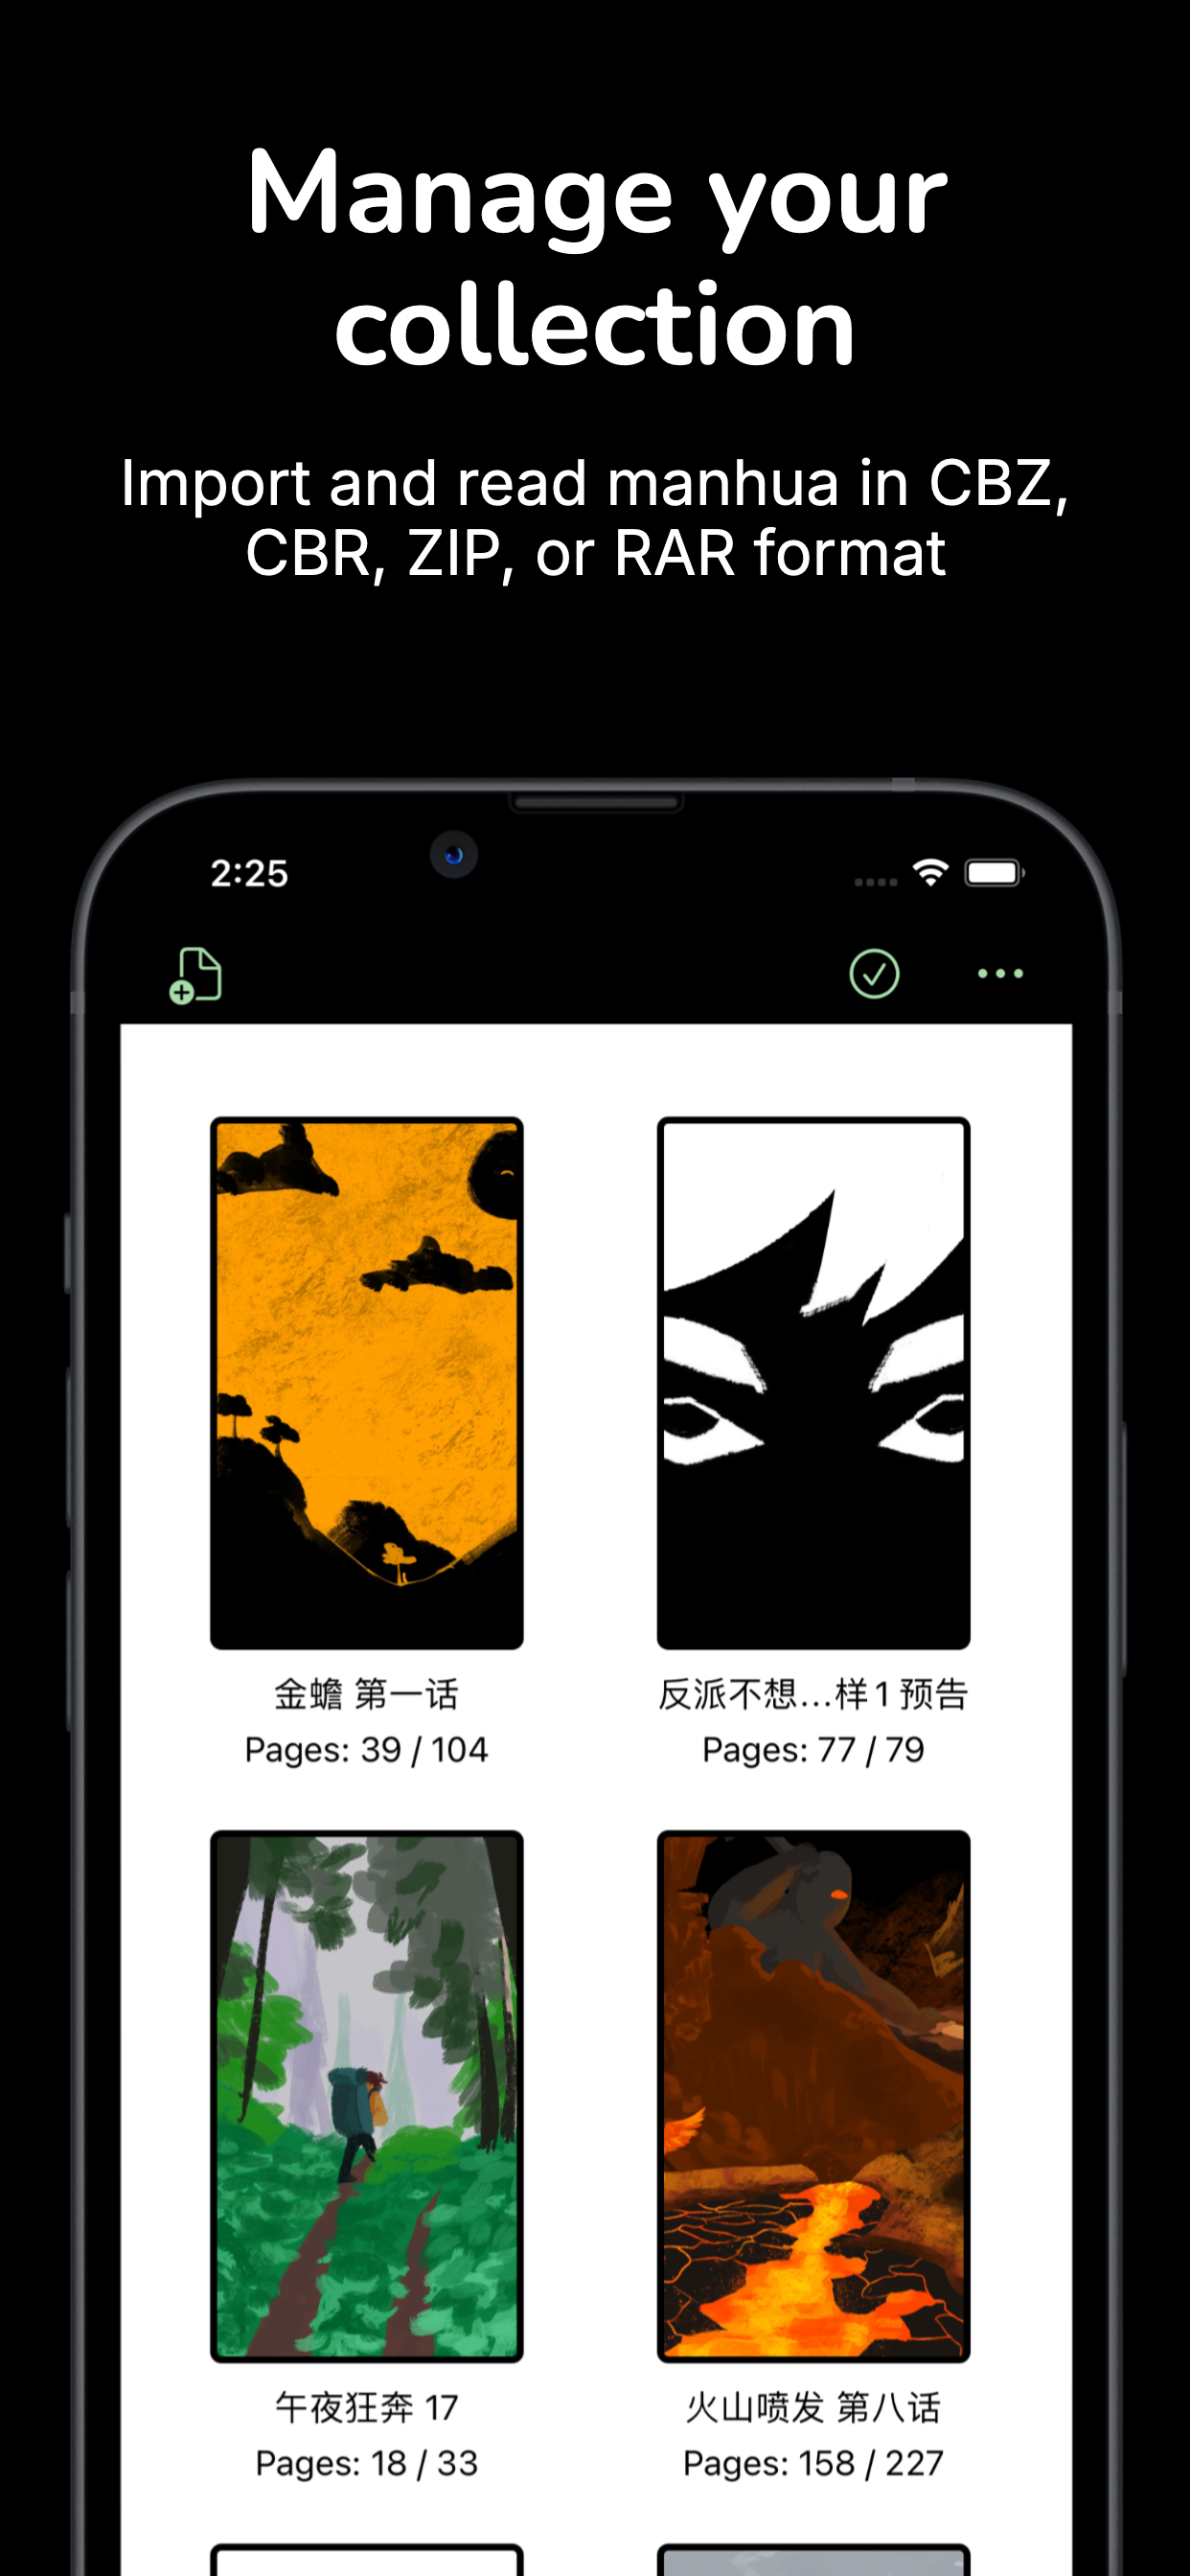 Manage your
collection
Import and read manhua in CBZ,
CBR, ZIP, or RAR format
2:25
金蟾 第一话
反派不想...样1 预告
Pages: 39 / 104
Pages: 77 / 79
午夜狂奔 17
火山喷发 第八话
Pages: 18 / 33
Pages: 158 / 227